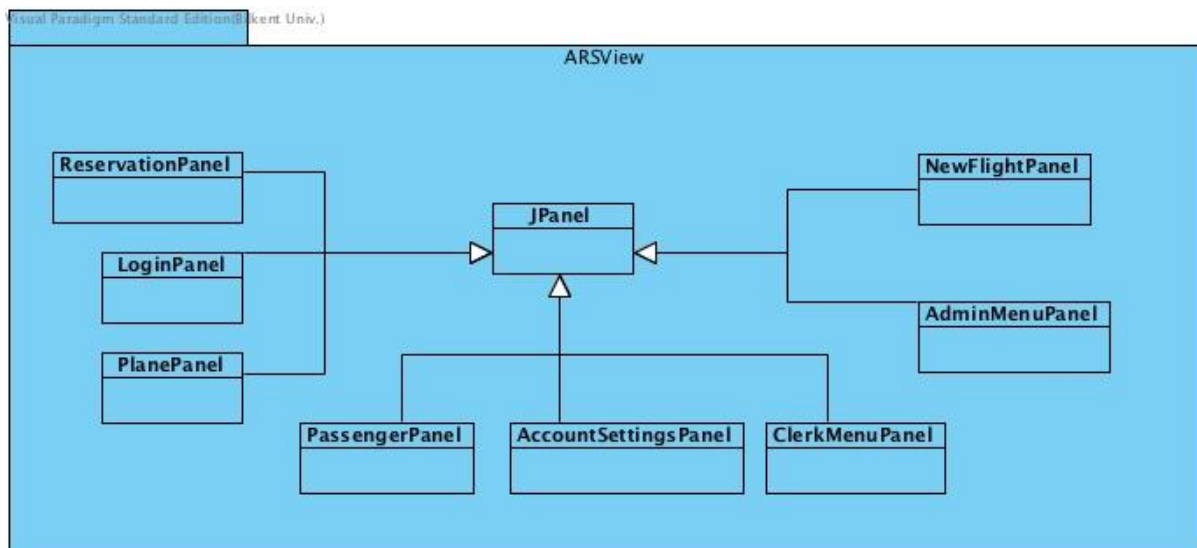 Visual Paradigm Standard Edition(Bilkent Univ.)
ARSView
ReservationPanel
NewFlightPanel
JPanel
LoginPanel
AdminMenuPanel
PlanePanel
PassengerPanel
AccountSettingsPanel
ClerkMenuPanel